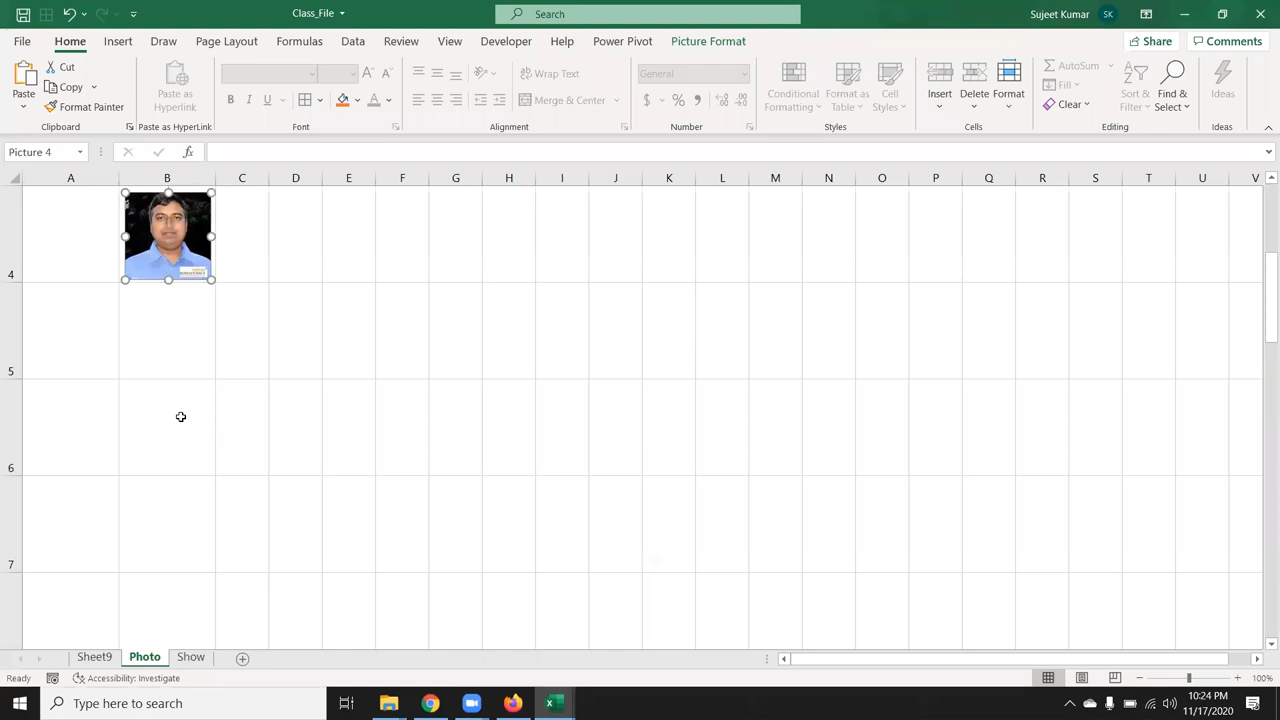 Class_File
Search
Sujeet Kumar
SK
File
Home
Insert
Draw
Page Layout
Formulas
Data
Review
View
Developer
Help
Power Pivot
Picture Format
Share
Comments
Paste
Cut
Copy
Format Painter
Clipboard
Paste as
Hyperlink
Paste as HyperLink
B
I
U
A
Font
Wrap Text
Merge & Center
Alignment
General
$
%
Number
Conditional
Formatting
Format as
Table
Cell
Styles
Styles
Insert
Delete
Format
Cells
AutoSum
Fill
Clear
Sort &
Filter
Find &
Select
Editing
Ideas
Ideas
Picture 4
fx
A B C D E F G H I J K L M N O P Q R S T U V
4
5
6
7
Sheet9
Photo
Show
Ready
Accessibility: Investigate
100%
Type here to search
10:24 PM
11/17/2020